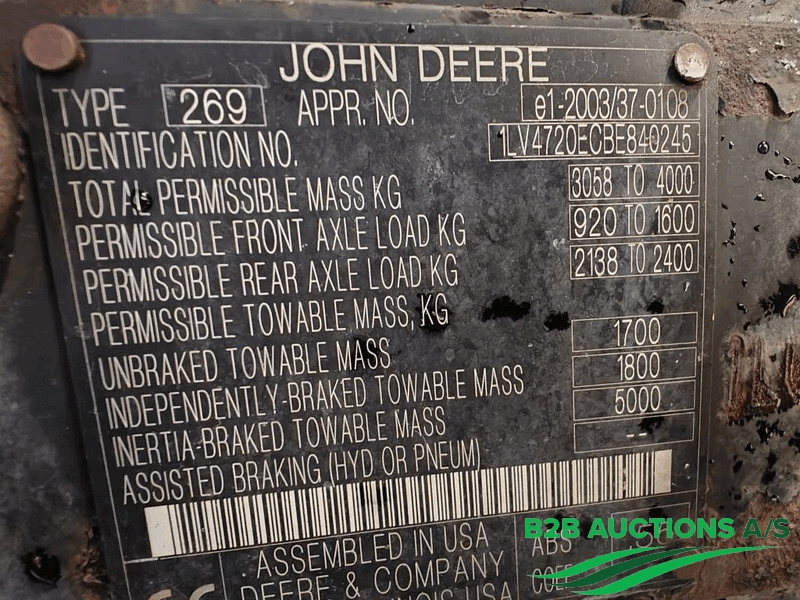 JOHN DEERE
TYPE 269 APPR. NO. e1-2003/37-0108
IDENTIFICATION NO. 1LV4720ECBE840245
TOTAL PERMISSIBLE MASS KG 3058 TO 4000
PERMISSIBLE FRONT AXLE LOAD KG 920 TO 1600
PERMISSIBLE REAR AXLE LOAD KG 2138 TO 2400
PERMISSIBLE TOWABLE MASS, KG
UNBRAKED TOWABLE MASS 1700
INDEPENDENTLY-BRAKED TOWABLE MASS 1800
INERTIA-BRAKED TOWABLE MASS 5000
ASSISTED BRAKING (HYD OR PNEUM) --
ASSEMBLED IN USA
DEERE & COMPANY
ABS
B2B AUCTIONS A/S